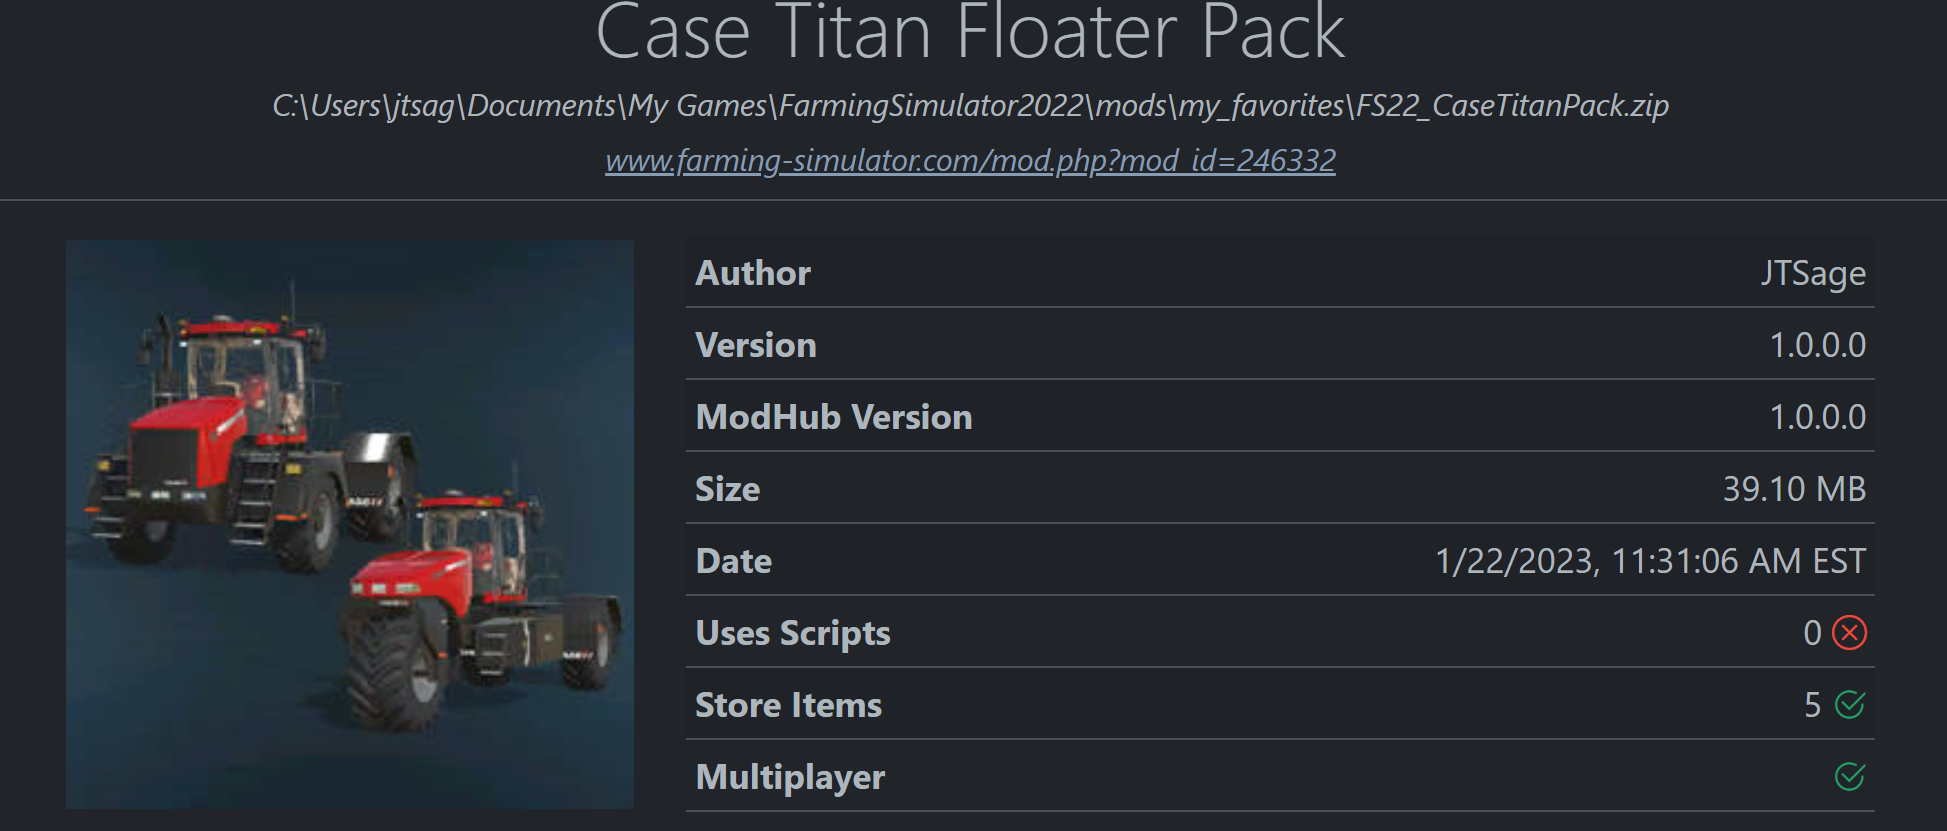 Case Titan Floater Pack
C:\Users\jtsag\Documents\My Games\FarmingSimulator2022\mods\my_favorites\FS22_CaseTitanPack.zip
www.farming-simulator.com/mod.php?mod_id=246332
Author JTSage
Version 1.0.0.0
ModHub Version 1.0.0.0
Size 39.10 MB
Date 1/22/2023, 11:31:06 AM EST
Uses Scripts 0
Store Items 5
Multiplayer